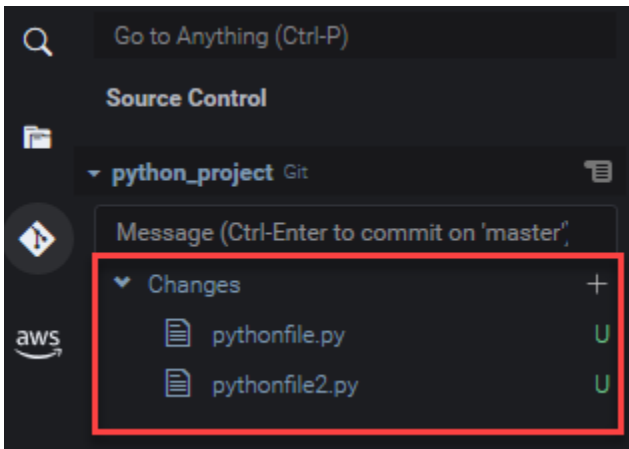 Go to Anything (Ctrl-P)
Source Control
python_project Git
Message (Ctrl-Enter to commit on 'master'
Changes
pythonfile.py U
aws
pythonfile2.py U